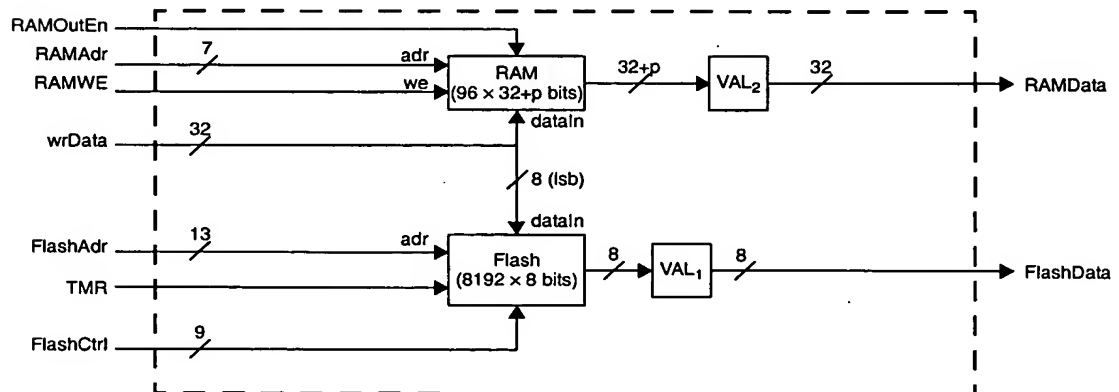 RAMOutEn
RAMAdr
7
adr
RAMWE
we
RAM
(96 × 32+p bits)
32+p
VAL₂
32
RAMData
dataIn
wrData
32
8 (lsb)
dataIn
FlashAdr
13
adr
Flash
(8192 × 8 bits)
8
VAL₁
8
FlashData
TMR
FlashCtrl
9